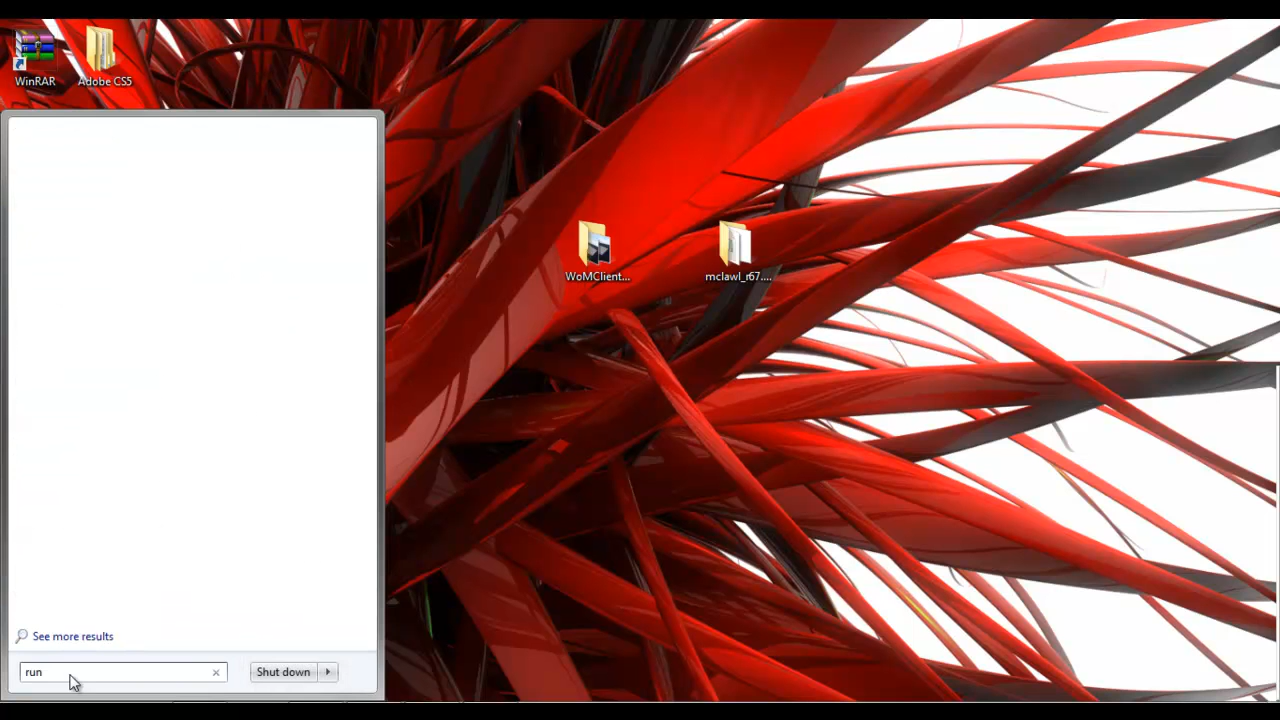 WinRAR
Adobe CS5
WoMClient...
mclawl_r67....
See more results
run
Shut down